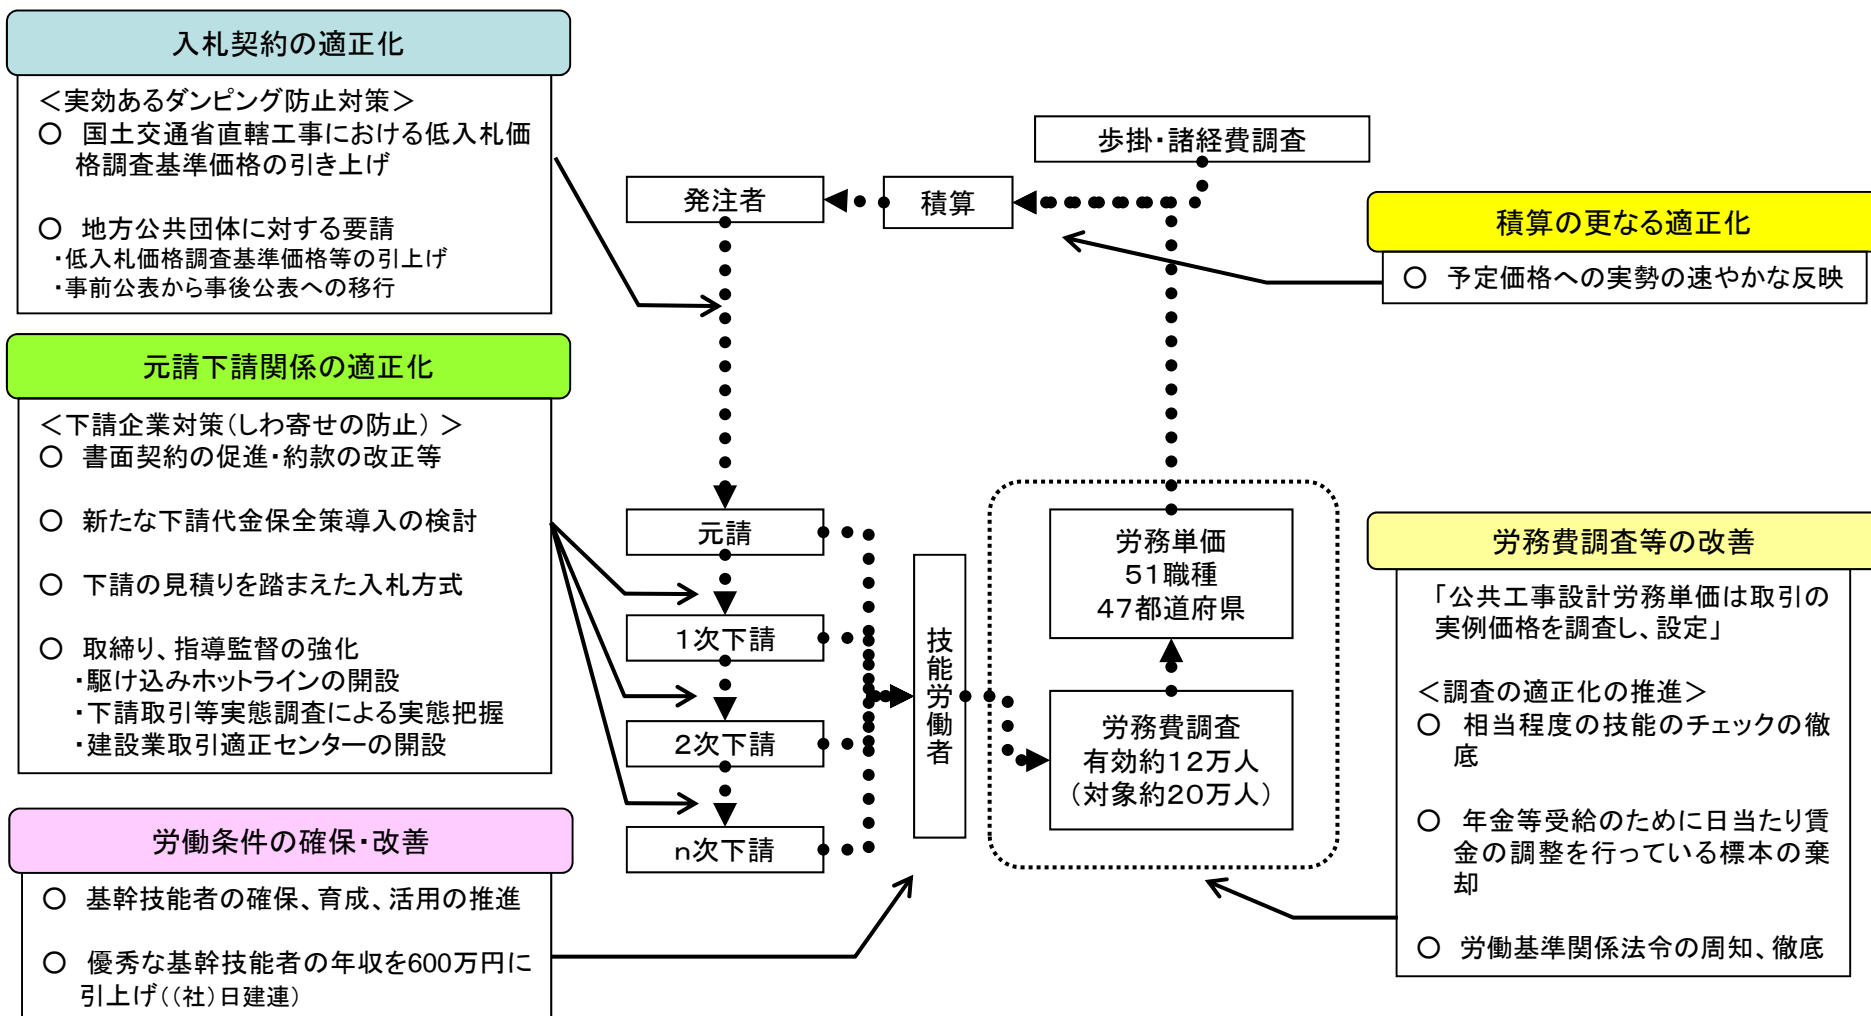 入札契約の適正化
＜実効あるダンピング防止対策＞
○ 国土交通省直轄工事における低入札価
格調査基準価格の引き上げ
○ 地方公共団体に対する要請
・低入札価格調査基準価格等の引上げ
・事前公表から事後公表への移行
元請下請関係の適正化
＜下請企業対策（しわ寄せの防止）＞
○ 書面契約の促進・約款の改正等
○ 新たな下請代金保全策導入の検討
○ 下請の見積りを踏まえた入札方式
○ 取締り、指導監督の強化
・駆け込みホットラインの開設
・下請取引等実態調査による実態把握
・建設業取引適正センターの開設
労働条件の確保・改善
○ 基幹技能者の確保、育成、活用の推進
○ 優秀な基幹技能者の年収を600万円に
引上げ（（社）日建連）
発注者
積算
歩掛・諸経費調査
元請
１次下請
２次下請
ｎ次下請
技能労働者
労務単価
５１職種
４７都道府県
労務費調査
有効約１２万人
（対象約２０万人）
積算の更なる適正化
○ 予定価格への実勢の速やかな反映
労務費調査等の改善
「公共工事設計労務単価は取引の
実例価格を調査し、設定」
＜調査の適正化の推進＞
○ 相当程度の技能のチェックの徹
底
○ 年金等受給のために日当たり賃
金の調整を行っている標本の棄
却
○ 労働基準関係法令の周知、徹底